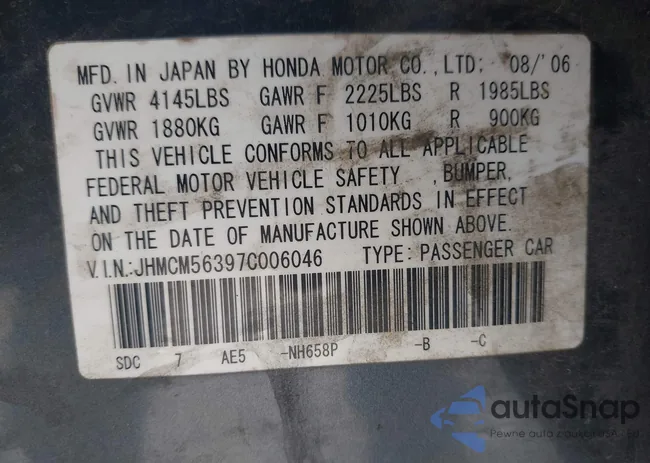 MFD. IN JAPAN BY HONDA MOTOR CO.,LTD; 08/'06
GVWR 4145LBS GAWR F 2225LBS R 1985LBS
GVWR 1880KG GAWR F 1010KG R 900KG
THIS VEHICLE CONFORMS TO ALL APPLICABLE
FEDERAL MOTOR VEHICLE SAFETY ,BUMPER,
AND THEFT PREVENTION STANDARDS IN EFFECT
ON THE DATE OF MANUFACTURE SHOWN ABOVE.
V.I.N.:JHMCM56397C006046 TYPE: PASSENGER CAR
SDC 7 AE5 -NH658P -B -C
autaSnap
Pewne auta z